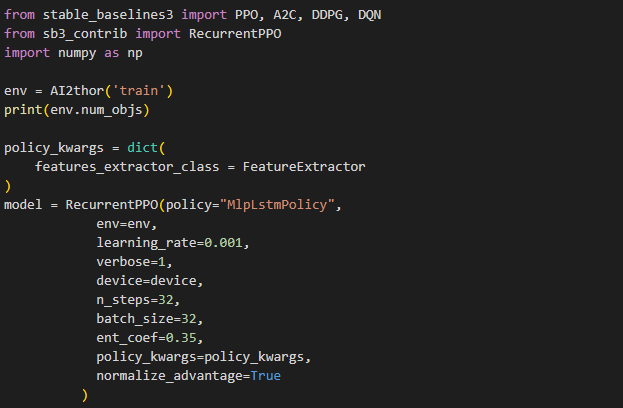 from stable_baselines3 import PPO, A2C, DDPG, DQN
from sb3_contrib import RecurrentPPO
import numpy as np

env = AI2thor('train')
print(env.num_objs)

policy_kwargs = dict(
    features_extractor_class = FeatureExtractor
)
model = RecurrentPPO(policy="MlpLstmPolicy",
            env=env,
            learning_rate=0.001,
            verbose=1,
            device=device,
            n_steps=32,
            batch_size=32,
            ent_coef=0.35,
            policy_kwargs=policy_kwargs,
            normalize_advantage=True
          )